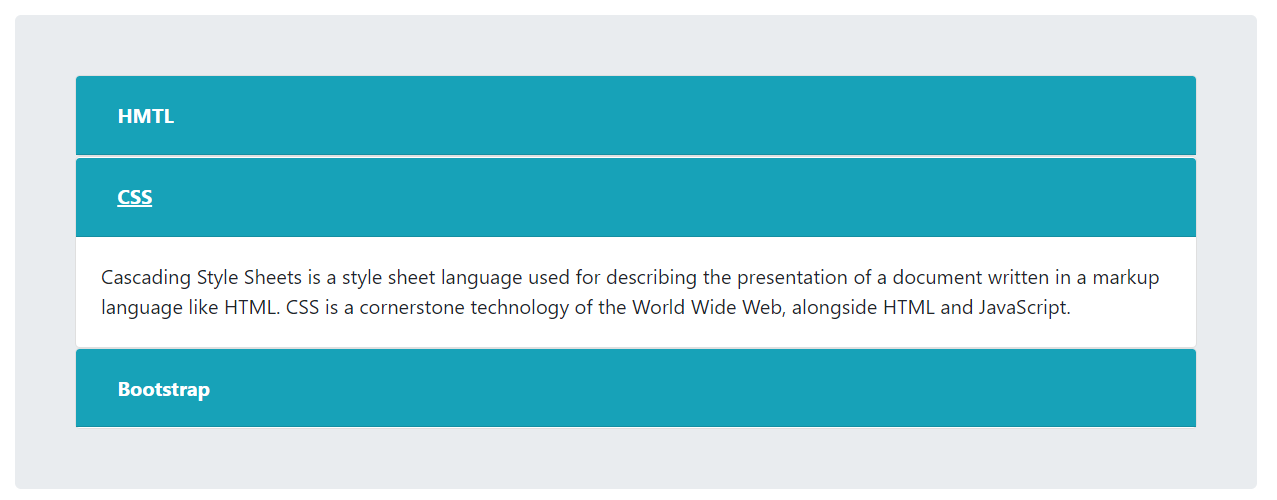 HMTL
CSS
Cascading Style Sheets is a style sheet language used for describing the presentation of a document written in a markup
language like HTML. CSS is a cornerstone technology of the World Wide Web, alongside HTML and JavaScript.
Bootstrap